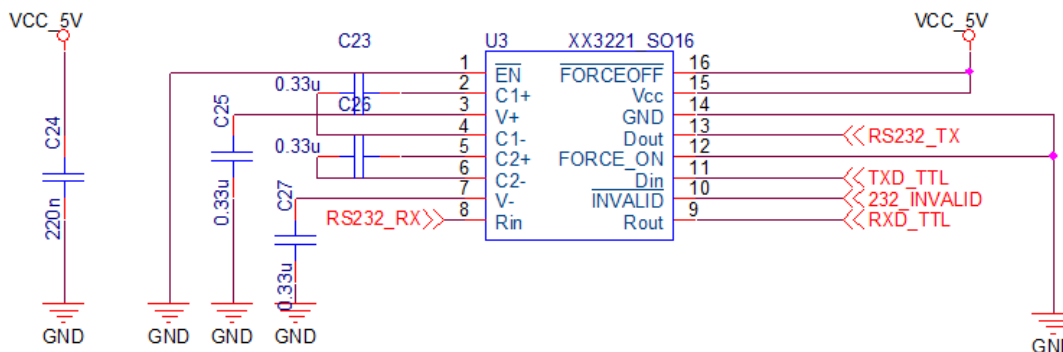 VCC_5V
C24
220n
GND
GND
C25
0.33u
GND
C27
0.33u
GND
C23
0.33u
C26
0.33u
RS232_RX
U3 XX3221_SO16
1 EN
2 C1+
3 V+
4 C1-
5 C2+
6 C2-
7 V-
8 Rin
FORCEOFF 16
Vcc 15
GND 14
Dout 13
FORCE_ON 12
Din 11
INVALID 10
Rout 9
VCC_5V
RS232_TX
TXD_TTL
232_INVALID
RXD_TTL
GND